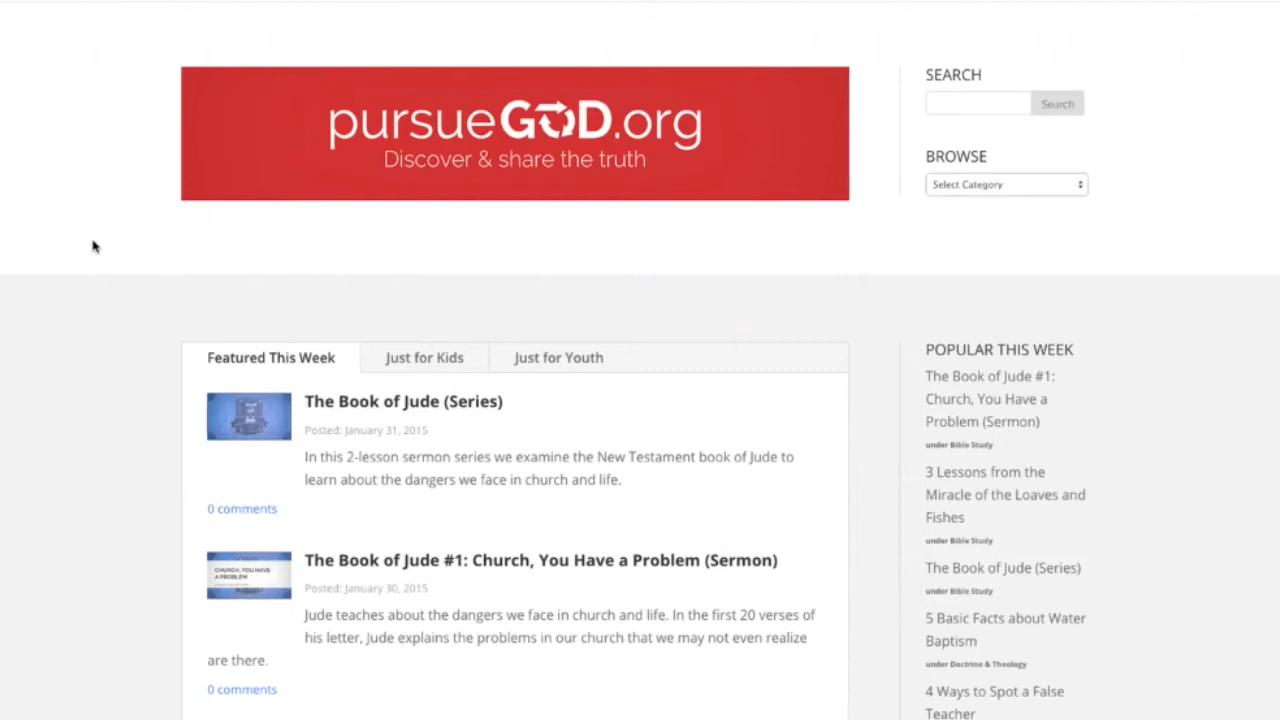 pursueGOD.org
Discover & share the truth
SEARCH
Search
BROWSE
Select Category
Featured This Week
Just for Kids
Just for Youth
The Book of Jude (Series)
Posted: January 31, 2015
In this 2-lesson sermon series we examine the New Testament book of Jude to
learn about the dangers we face in church and life.
0 comments
CHURCH, YOU HAVE
A PROBLEM
The Book of Jude #1: Church, You Have a Problem (Sermon)
Posted: January 30, 2015
Jude teaches about the dangers we face in church and life. In the first 20 verses of
his letter, Jude explains the problems in our church that we may not even realize
are there.
0 comments
POPULAR THIS WEEK
The Book of Jude #1:
Church, You Have a
Problem (Sermon)
under Bible Study
3 Lessons from the
Miracle of the Loaves and
Fishes
under Bible Study
The Book of Jude (Series)
under Bible Study
5 Basic Facts about Water
Baptism
under Doctrine & Theology
4 Ways to Spot a False
Teacher